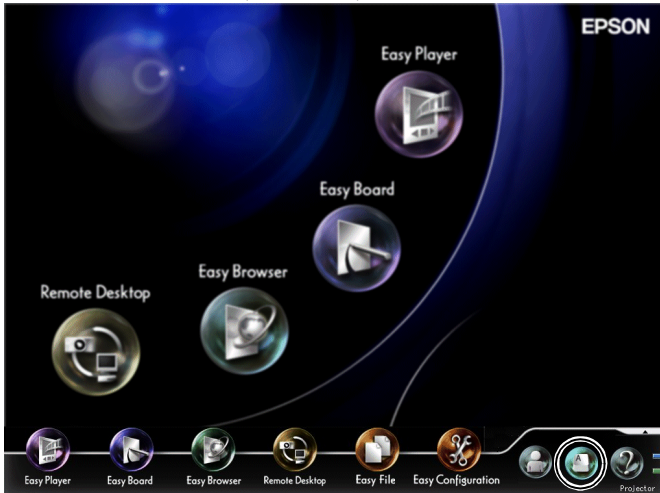 EPSON
Easy Player
Easy Board
Easy Browser
Remote Desktop
Easy Player
Easy Board
Easy Browser
Remote Desktop
Easy File
Easy Configuration
A
?
Projector